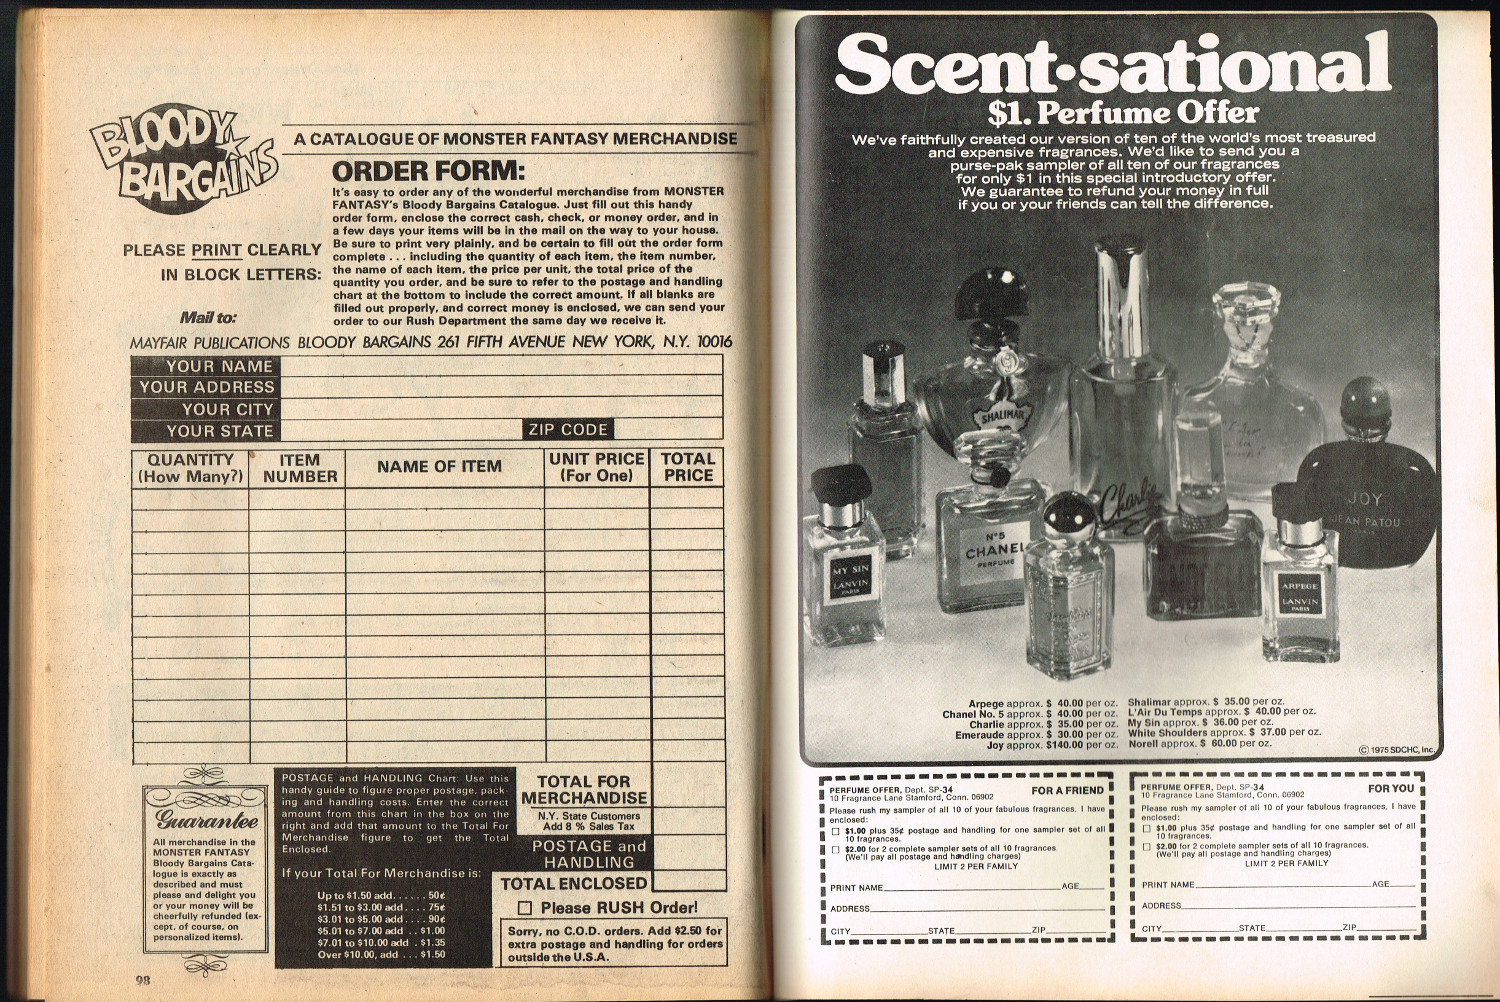 BLOODY
BARGAINS
A CATALOGUE OF MONSTER FANTASY MERCHANDISE
ORDER FORM:
It's easy to order any of the wonderful merchandise from MONSTER
FANTASY's Bloody Bargains Catalogue. Just fill out this handy
order form, enclose the correct cash, check, or money order, and in
a few days your items will be in the mail on the way to your house.
Be sure to print very plainly, and be certain to fill out the order form
complete . . . including the quantity of each item, the item number,
the name of each item, the price per unit, the total price of the
quantity you order, and be sure to refer to the postage and handling
chart at the bottom to include the correct amount. If all blanks are
filled out properly, and correct money is enclosed, we can send your
order to our Rush Department the same day we receive it.
PLEASE PRINT CLEARLY
IN BLOCK LETTERS:
Mail to:
MAYFAIR PUBLICATIONS BLOODY BARGAINS 261 FIFTH AVENUE NEW YORK, N.Y. 10016
YOUR NAME
YOUR ADDRESS
YOUR CITY
YOUR STATE
ZIP CODE
QUANTITY
(How Many?)
ITEM
NUMBER
NAME OF ITEM
UNIT PRICE
(For One)
TOTAL
PRICE
Guarantee
All merchandise in the
MONSTER FANTASY
Bloody Bargains Cata-
logue is exactly as
described and must
please and delight you
or your money will be
cheerfully refunded (ex-
cept, of course, on
personalized items).
POSTAGE and HANDLING Chart. Use this
handy guide to figure proper postage, pack-
ing and handling costs. Enter the correct
amount from this chart in the box on the
right and add that amount to the Total For
Merchandise figure to get the Total
Enclosed.
If your Total For Merchandise is:
Up to $1.50 add. . . . . . 50¢
$1.51 to $3.00 add . . . . 75¢
$3.01 to $5.00 add . . . . 90¢
$5.01 to $7.00 add . . $1.00
$7.01 to $10.00 add . $1.35
Over $10.00, add . . . $1.50
TOTAL FOR
MERCHANDISE
N.Y. State Customers
Add 8 % Sales Tax
POSTAGE and
HANDLING
TOTAL ENCLOSED
Please RUSH Order!
Sorry, no C.O.D. orders. Add $2.50 for
extra postage and handling for orders
outside the U.S.A.
98
Scent•sational
$1. Perfume Offer
We've faithfully created our version of ten of the world's most treasured
and expensive fragrances. We'd like to send you a
purse-pak sampler of all ten of our fragrances
for only $1 in this special introductory offer.
We guarantee to refund your money in full
if you or your friends can tell the difference.
SHALIMAR
Charlie
JOY
JEAN PATOU
N°5
CHANEL
PERFUME
MY SIN
LANVIN
PARIS
ARPEGE
LANVIN
PARIS
Arpege approx. $ 40.00 per oz.
Chanel No. 5 approx. $ 40.00 per oz.
Charlie approx. $ 35.00 per oz.
Emeraude approx. $ 30.00 per oz.
Joy approx. $140.00 per oz.
Shalimar approx. $ 35.00 per oz.
L'Air Du Temps approx. $ 40.00 per oz.
My Sin approx. $ 36.00 per oz.
White Shoulders approx. $ 37.00 per oz.
Norell approx. $ 60.00 per oz.
© 1975 SDCHC, Inc.
PERFUME OFFER, Dept. SP-34 FOR A FRIEND
10 Fragrance Lane Stamford, Conn. 06902
Please rush my sampler of all 10 of your fabulous fragrances. I have
enclosed:
$1.00 plus 35¢ postage and handling for one sampler set of all
10 fragrances.
$2.00 for 2 complete sampler sets of all 10 fragrances.
(We'll pay all postage and handling charges)
LIMIT 2 PER FAMILY
PRINT NAME AGE
ADDRESS
CITY STATE ZIP
PERFUME OFFER, Dept. SP-34 FOR YOU
10 Fragrance Lane Stamford, Conn. 06902
Please rush my sampler of all 10 of your fabulous fragrances, I have
enclosed:
$1.00 plus 35¢ postage and handling for one sampler set of all
10 fragrances.
$2.00 for 2 complete sampler sets of all 10 fragrances.
(We'll pay all postage and handling charges)
LIMIT 2 PER FAMILY
PRINT NAME AGE
ADDRESS
CITY STATE ZIP